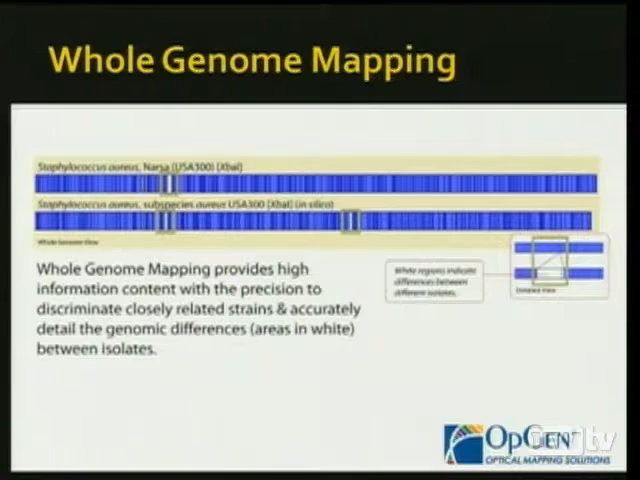 Whole Genome Mapping
Staphylococcus aureus, Narsa (USA300) [XbaI]
Staphylococcus aureus, subspecies aureus USA300 [XbaI] (in silico)
Whole Genome View
Whole Genome Mapping provides high
information content with the precision to
discriminate closely related strains & accurately
detail the genomic differences (areas in white)
between isolates.
White regions indicate
differences between
different isolates.
OPGEN
OPTICAL MAPPING SOLUTIONS